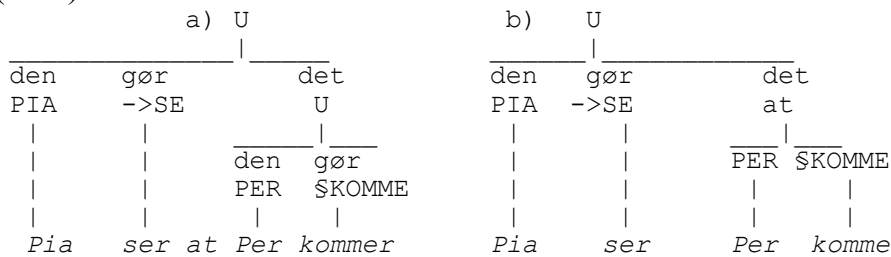 a) U b) U
den gør det den gør det
PIA ->SE U PIA ->SE at
den gør PER §KOMME
PER §KOMME
Pia ser at Per kommer Pia ser Per komme